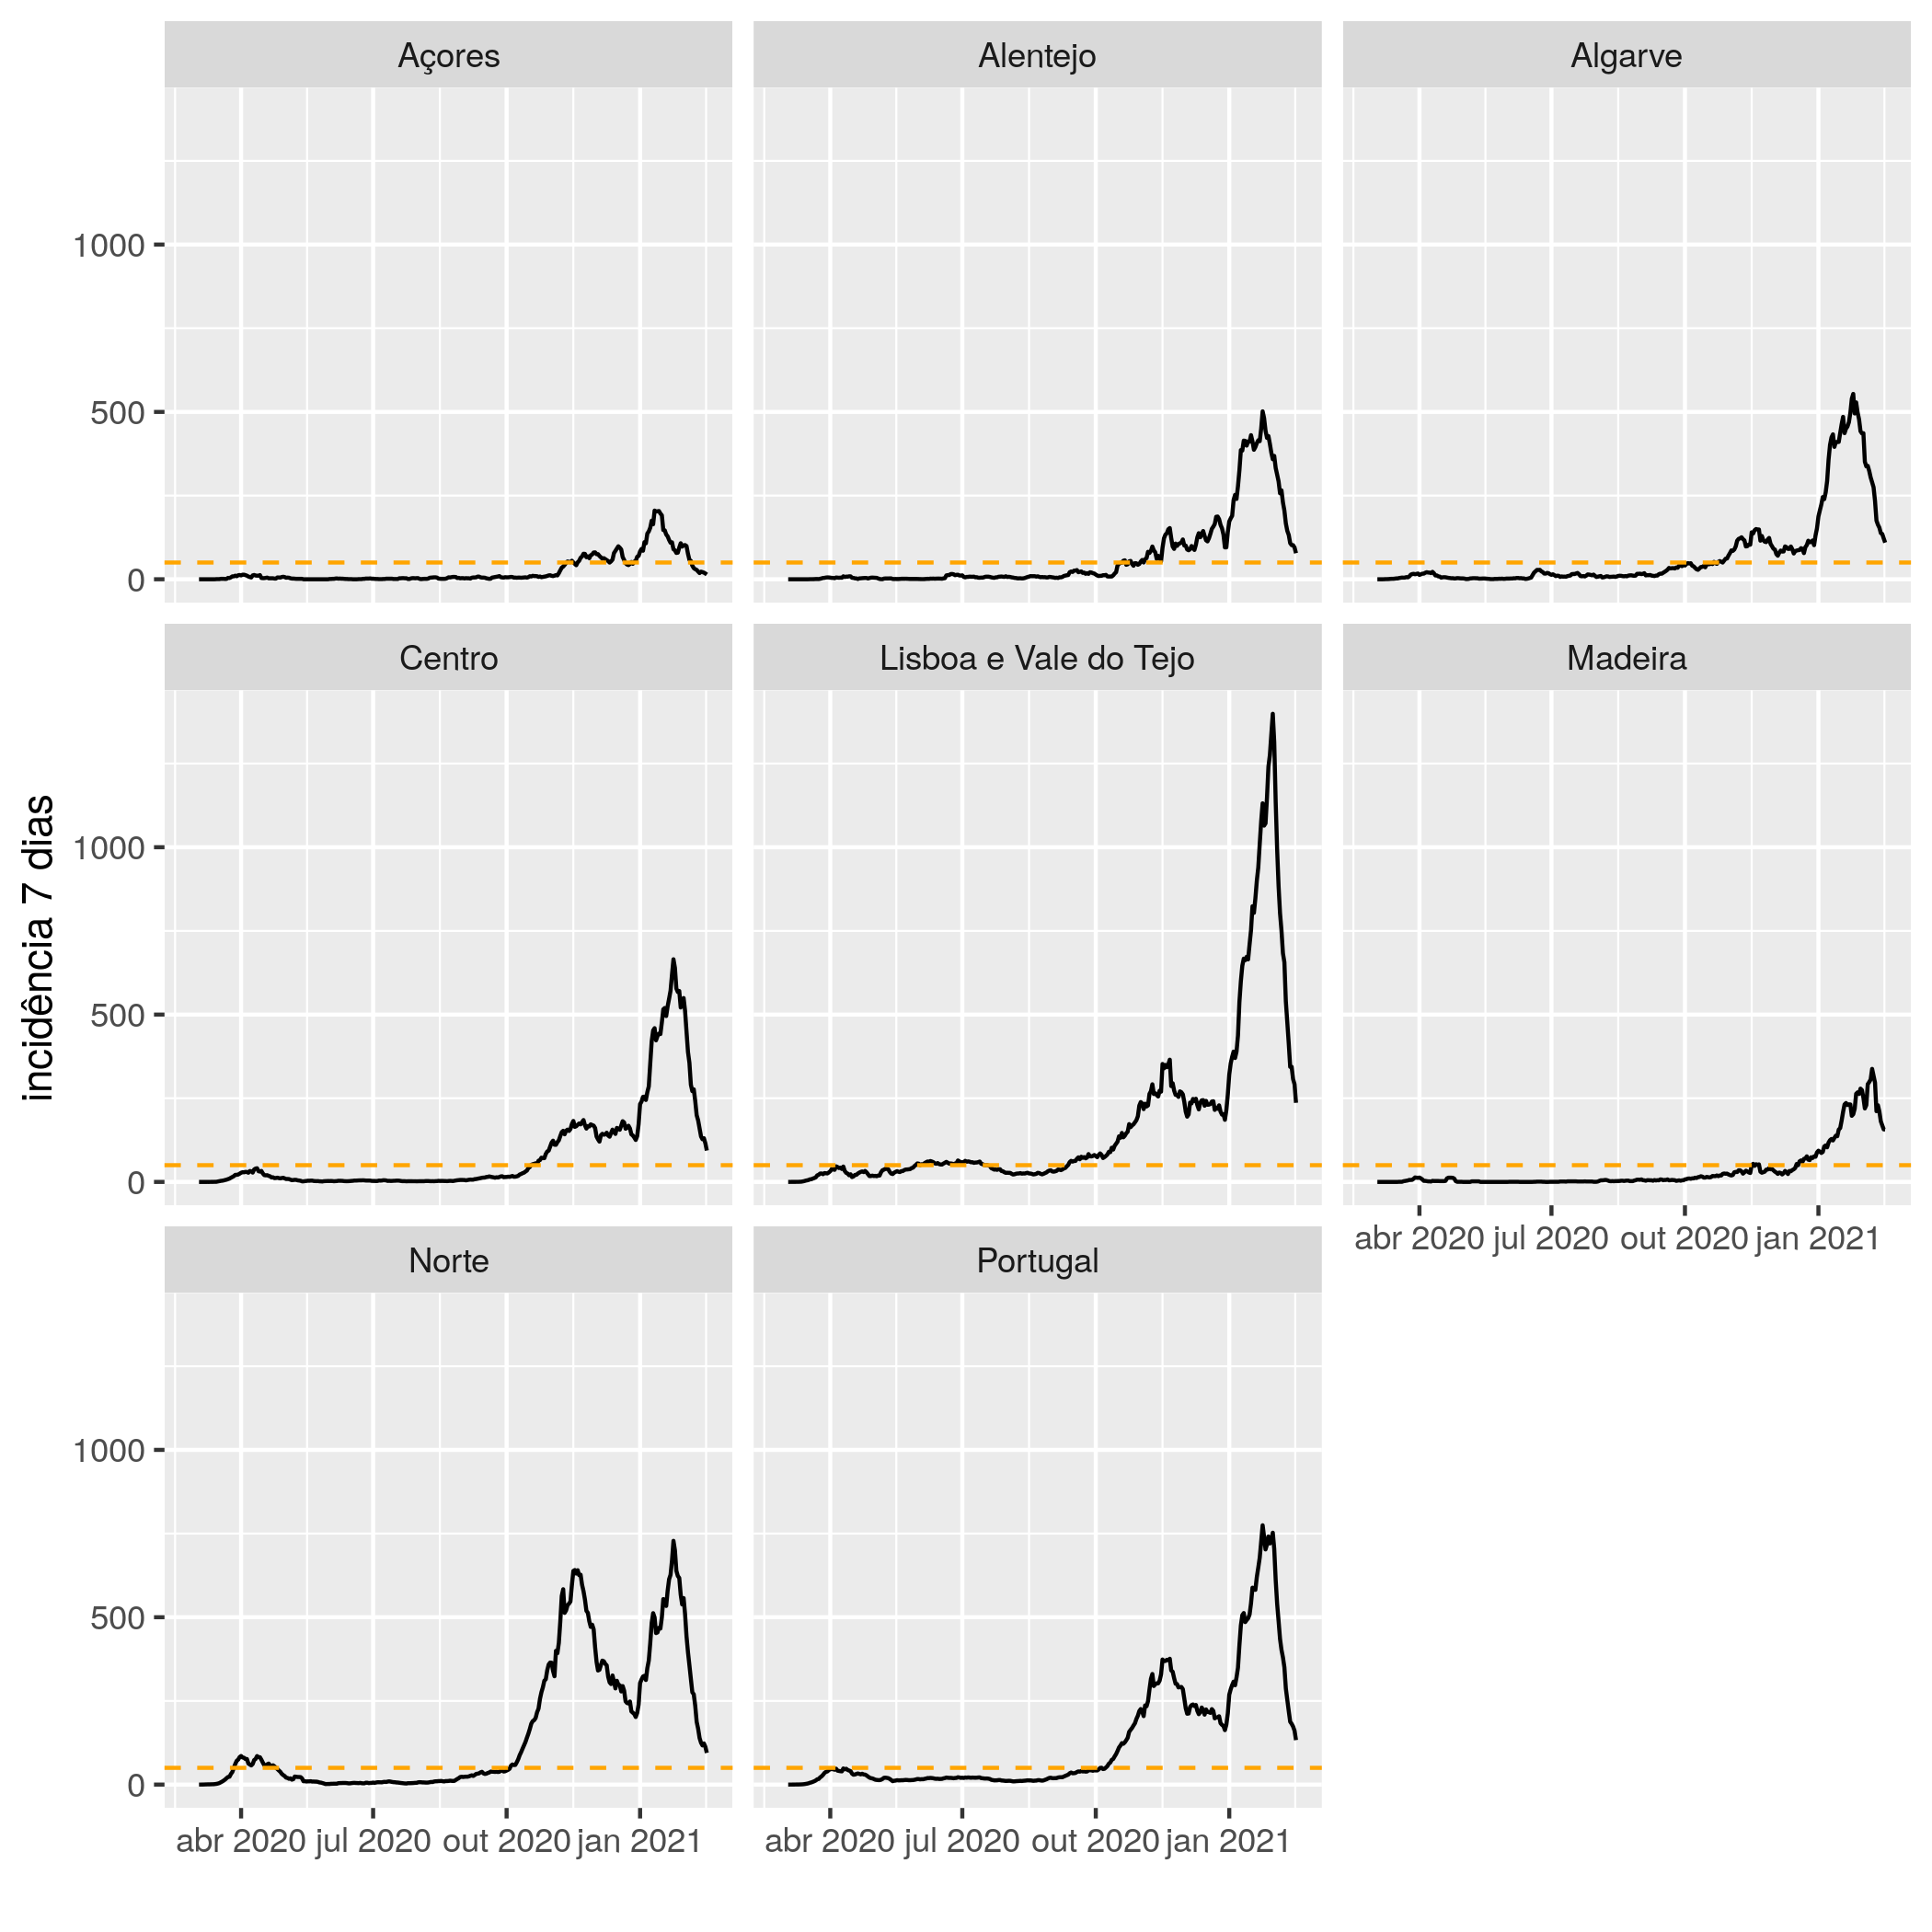 Açores
Alentejo
Algarve
1000
500
0
Centro
Lisboa e Vale do Tejo
Madeira
incidência 7 dias
1000
500
0
abr 2020 jul 2020 out 2020 jan 2021
Norte
Portugal
1000
500
0
abr 2020 jul 2020 out 2020 jan 2021
abr 2020 jul 2020 out 2020 jan 2021